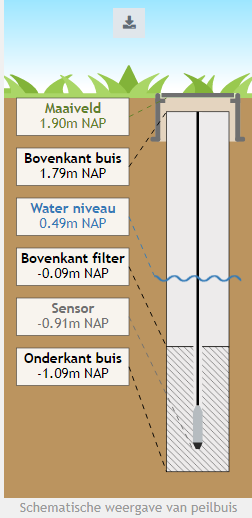 Maaiveld
1.90m NAP
Bovenkant buis
1.79m NAP
Water niveau
0.49m NAP
Bovenkant filter
-0.09m NAP
Sensor
-0.91m NAP
Onderkant buis
-1.09m NAP
Schematische weergave van peilbuis